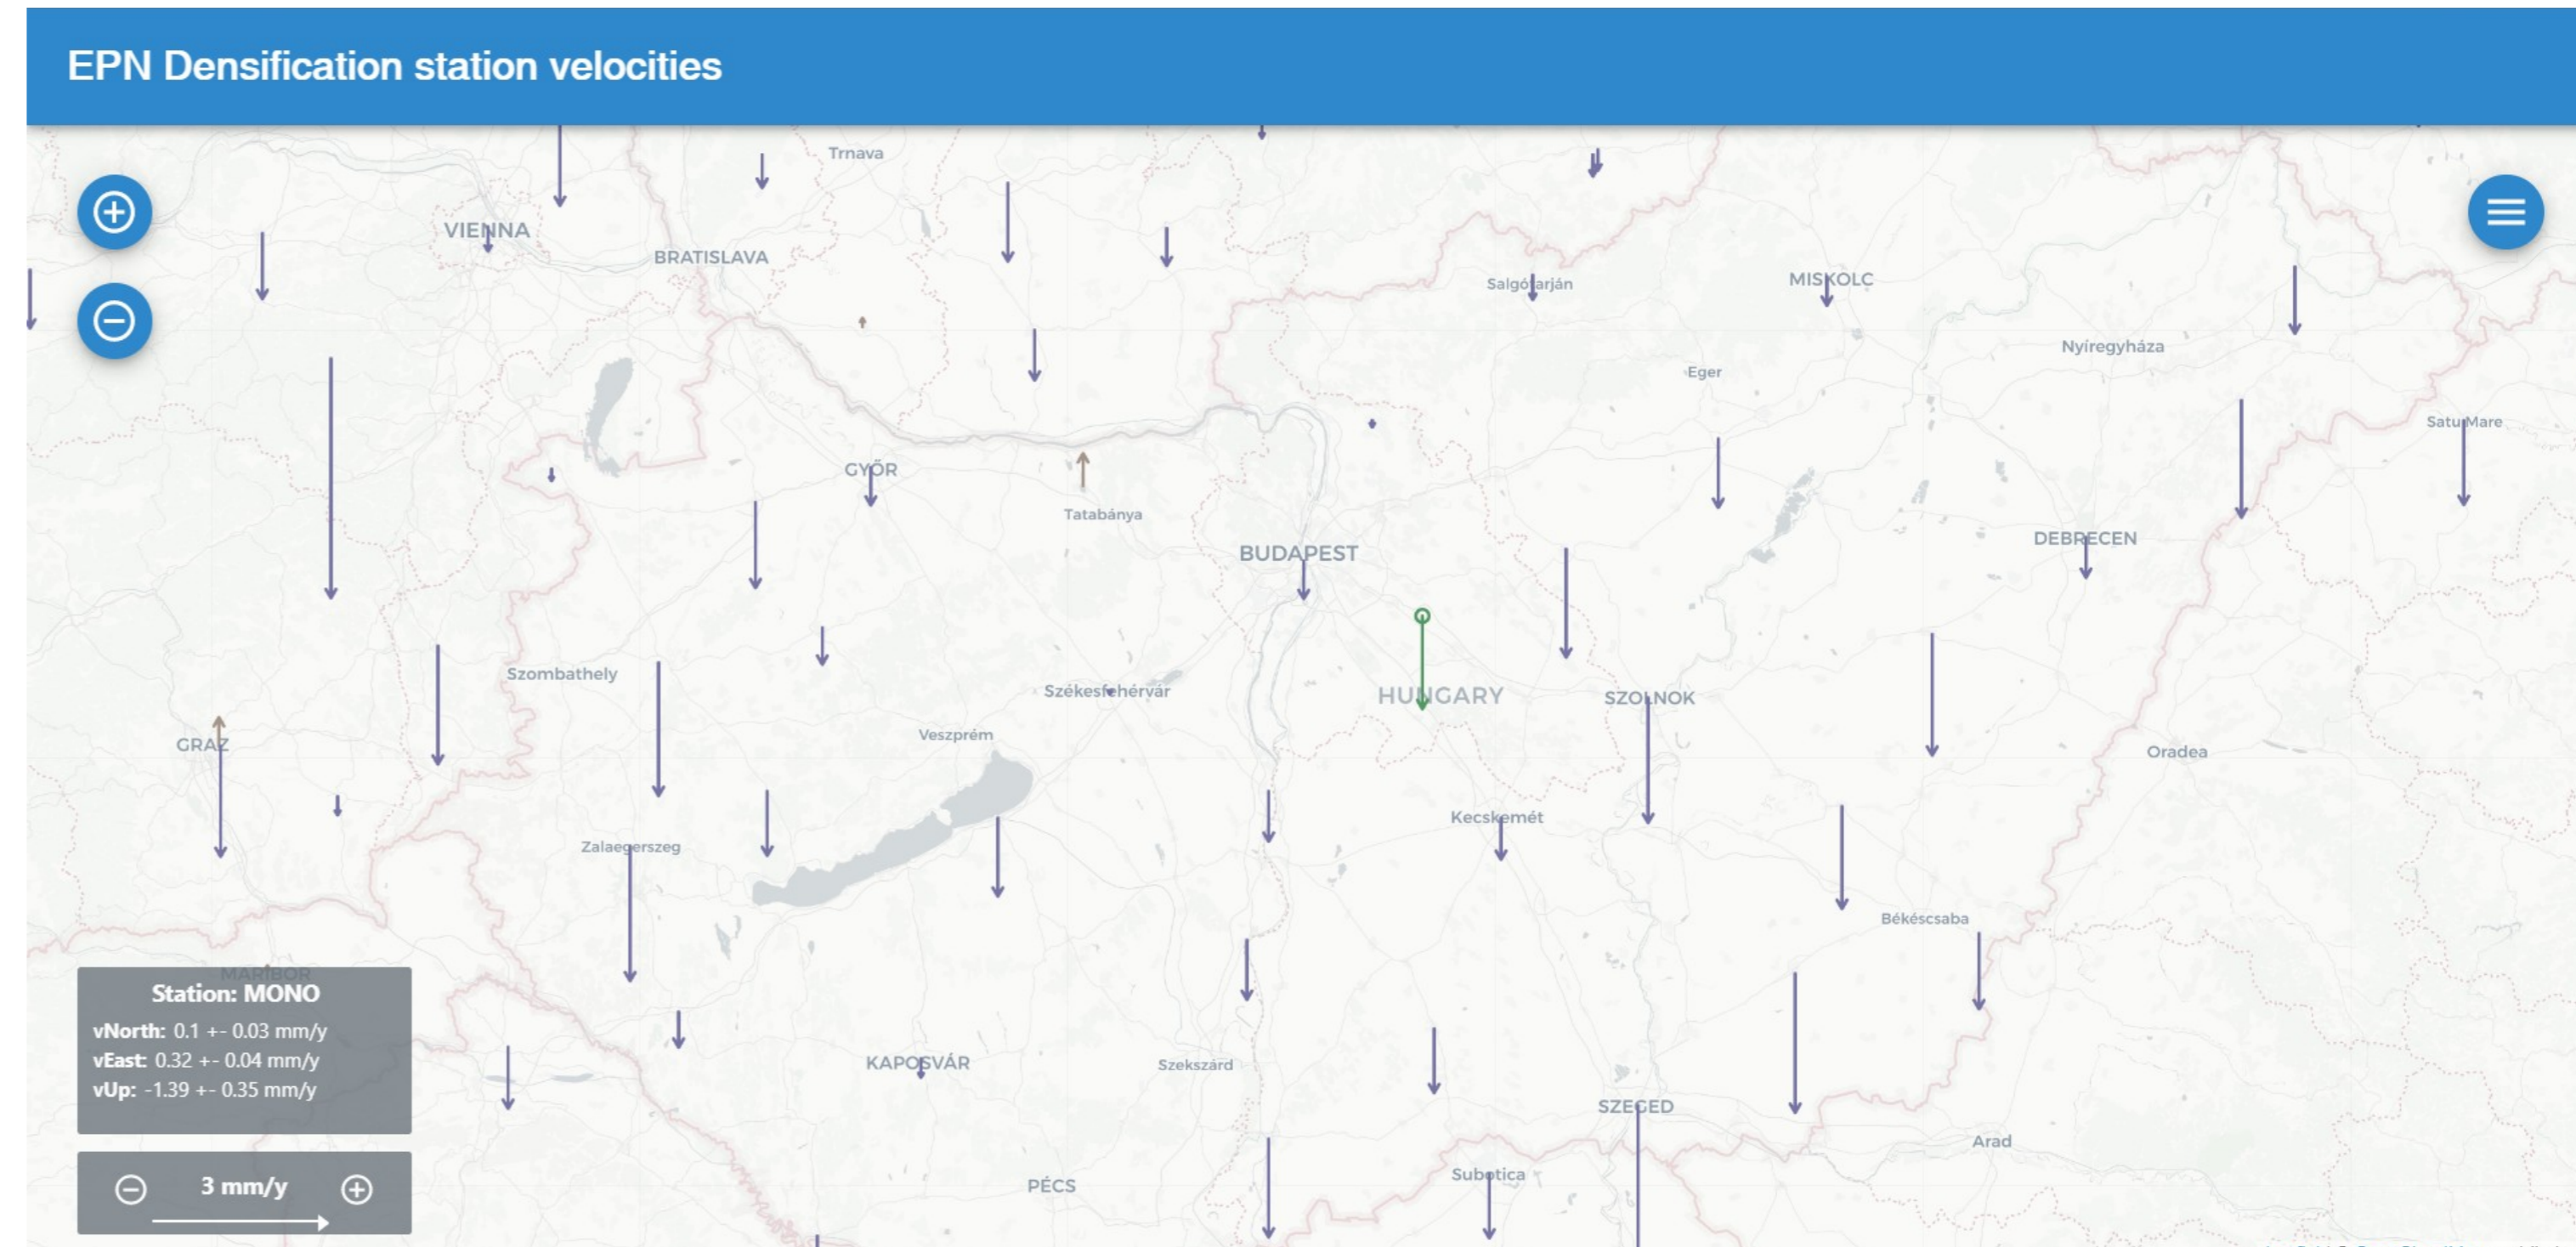 EPN Densification station velocities
Trnava
VIENNA
BRATISLAVA
Salgótarján
MISKOLC
Nyíregyháza
Eger
Satu Mare
GYŐR
Tatabánya
DEBRECEN
BUDAPEST
Szombathely
Székesfehérvár
HUNGARY
SZOLNOK
Veszprém
GRAZ
Oradea
Kecskemét
Zalaegerszeg
Békéscsaba
MARIBOR
Station: MONO
vNorth: 0.1 +- 0.03 mm/y
vEast: 0.32 +- 0.04 mm/y
vUp: -1.39 +- 0.35 mm/y
KAPOSVÁR
Szekszárd
SZEGED
Arad
Subotica
PÉCS
3 mm/y